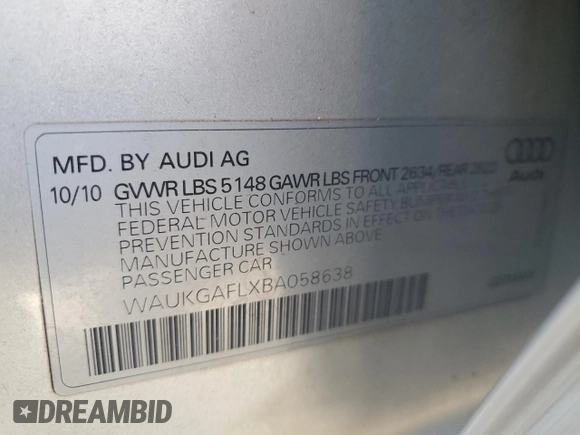 MFD. BY AUDI AG
10/10 GVWR LBS 5148 GAWR LBS FRONT 2634/REAR
THIS VEHICLE CONFORMS TO ALL APPLICABLE
FEDERAL MOTOR VEHICLE SAFETY BUMPER AND THEFT
PREVENTION STANDARDS IN EFFECT ON THE DATE OF
MANUFACTURE SHOWN ABOVE
PASSENGER CAR
WAUKGAFLXBA058638
Audi
DREAMBID